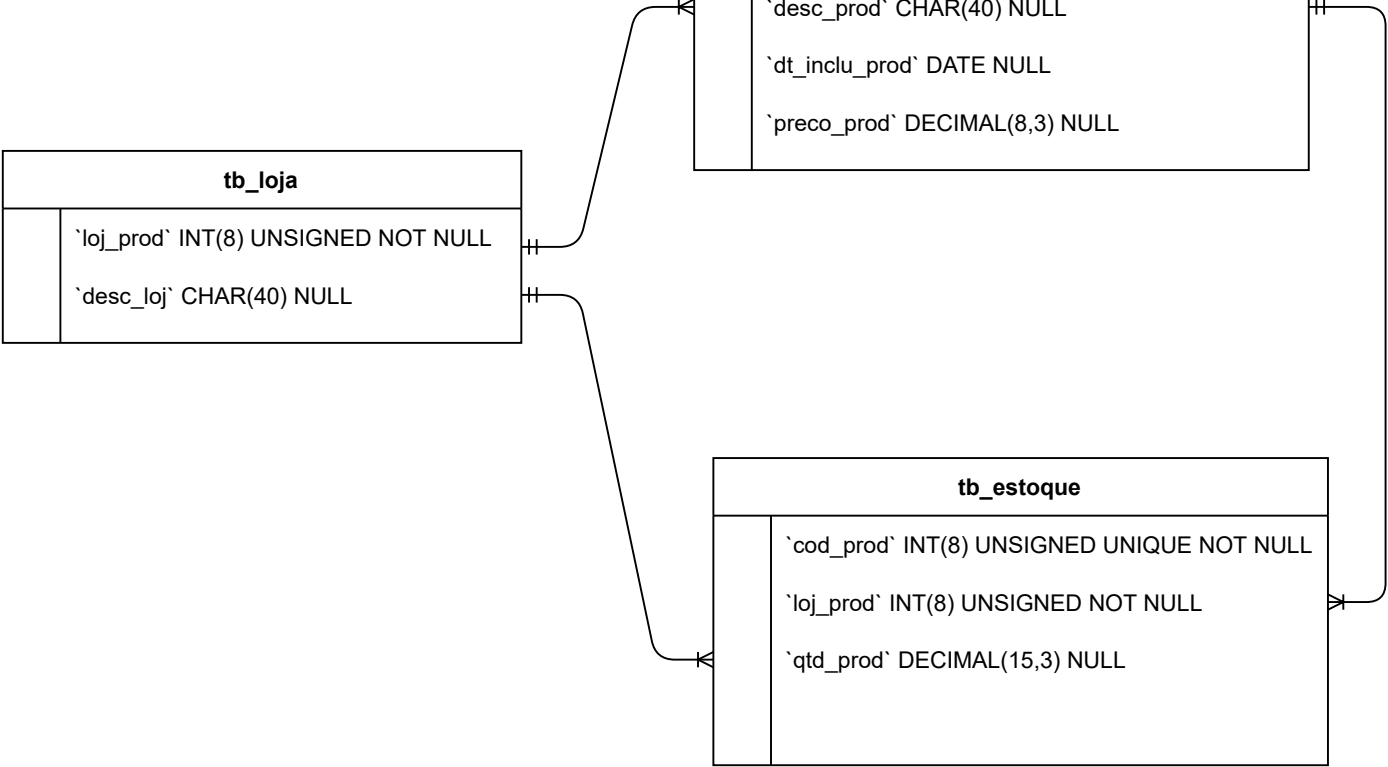 `desc_prod` CHAR(40) NULL
`dt_inclu_prod` DATE NULL
`preco_prod` DECIMAL(8,3) NULL
tb_loja
`loj_prod` INT(8) UNSIGNED NOT NULL
`desc_loj` CHAR(40) NULL
tb_estoque
`cod_prod` INT(8) UNSIGNED UNIQUE NOT NULL
`loj_prod` INT(8) UNSIGNED NOT NULL
`qtd_prod` DECIMAL(15,3) NULL